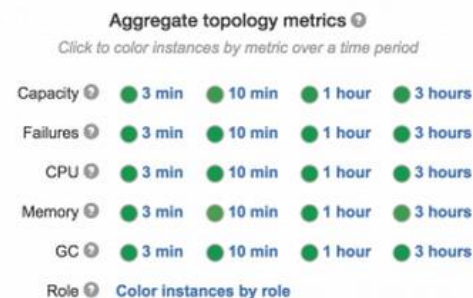 Aggregate topology metrics ?
Click to color instances by metric over a time period
Capacity ? 3 min 10 min 1 hour 3 hours
Failures ? 3 min 10 min 1 hour 3 hours
CPU ? 3 min 10 min 1 hour 3 hours
Memory ? 3 min 10 min 1 hour 3 hours
GC ? 3 min 10 min 1 hour 3 hours
Role ? Color instances by role